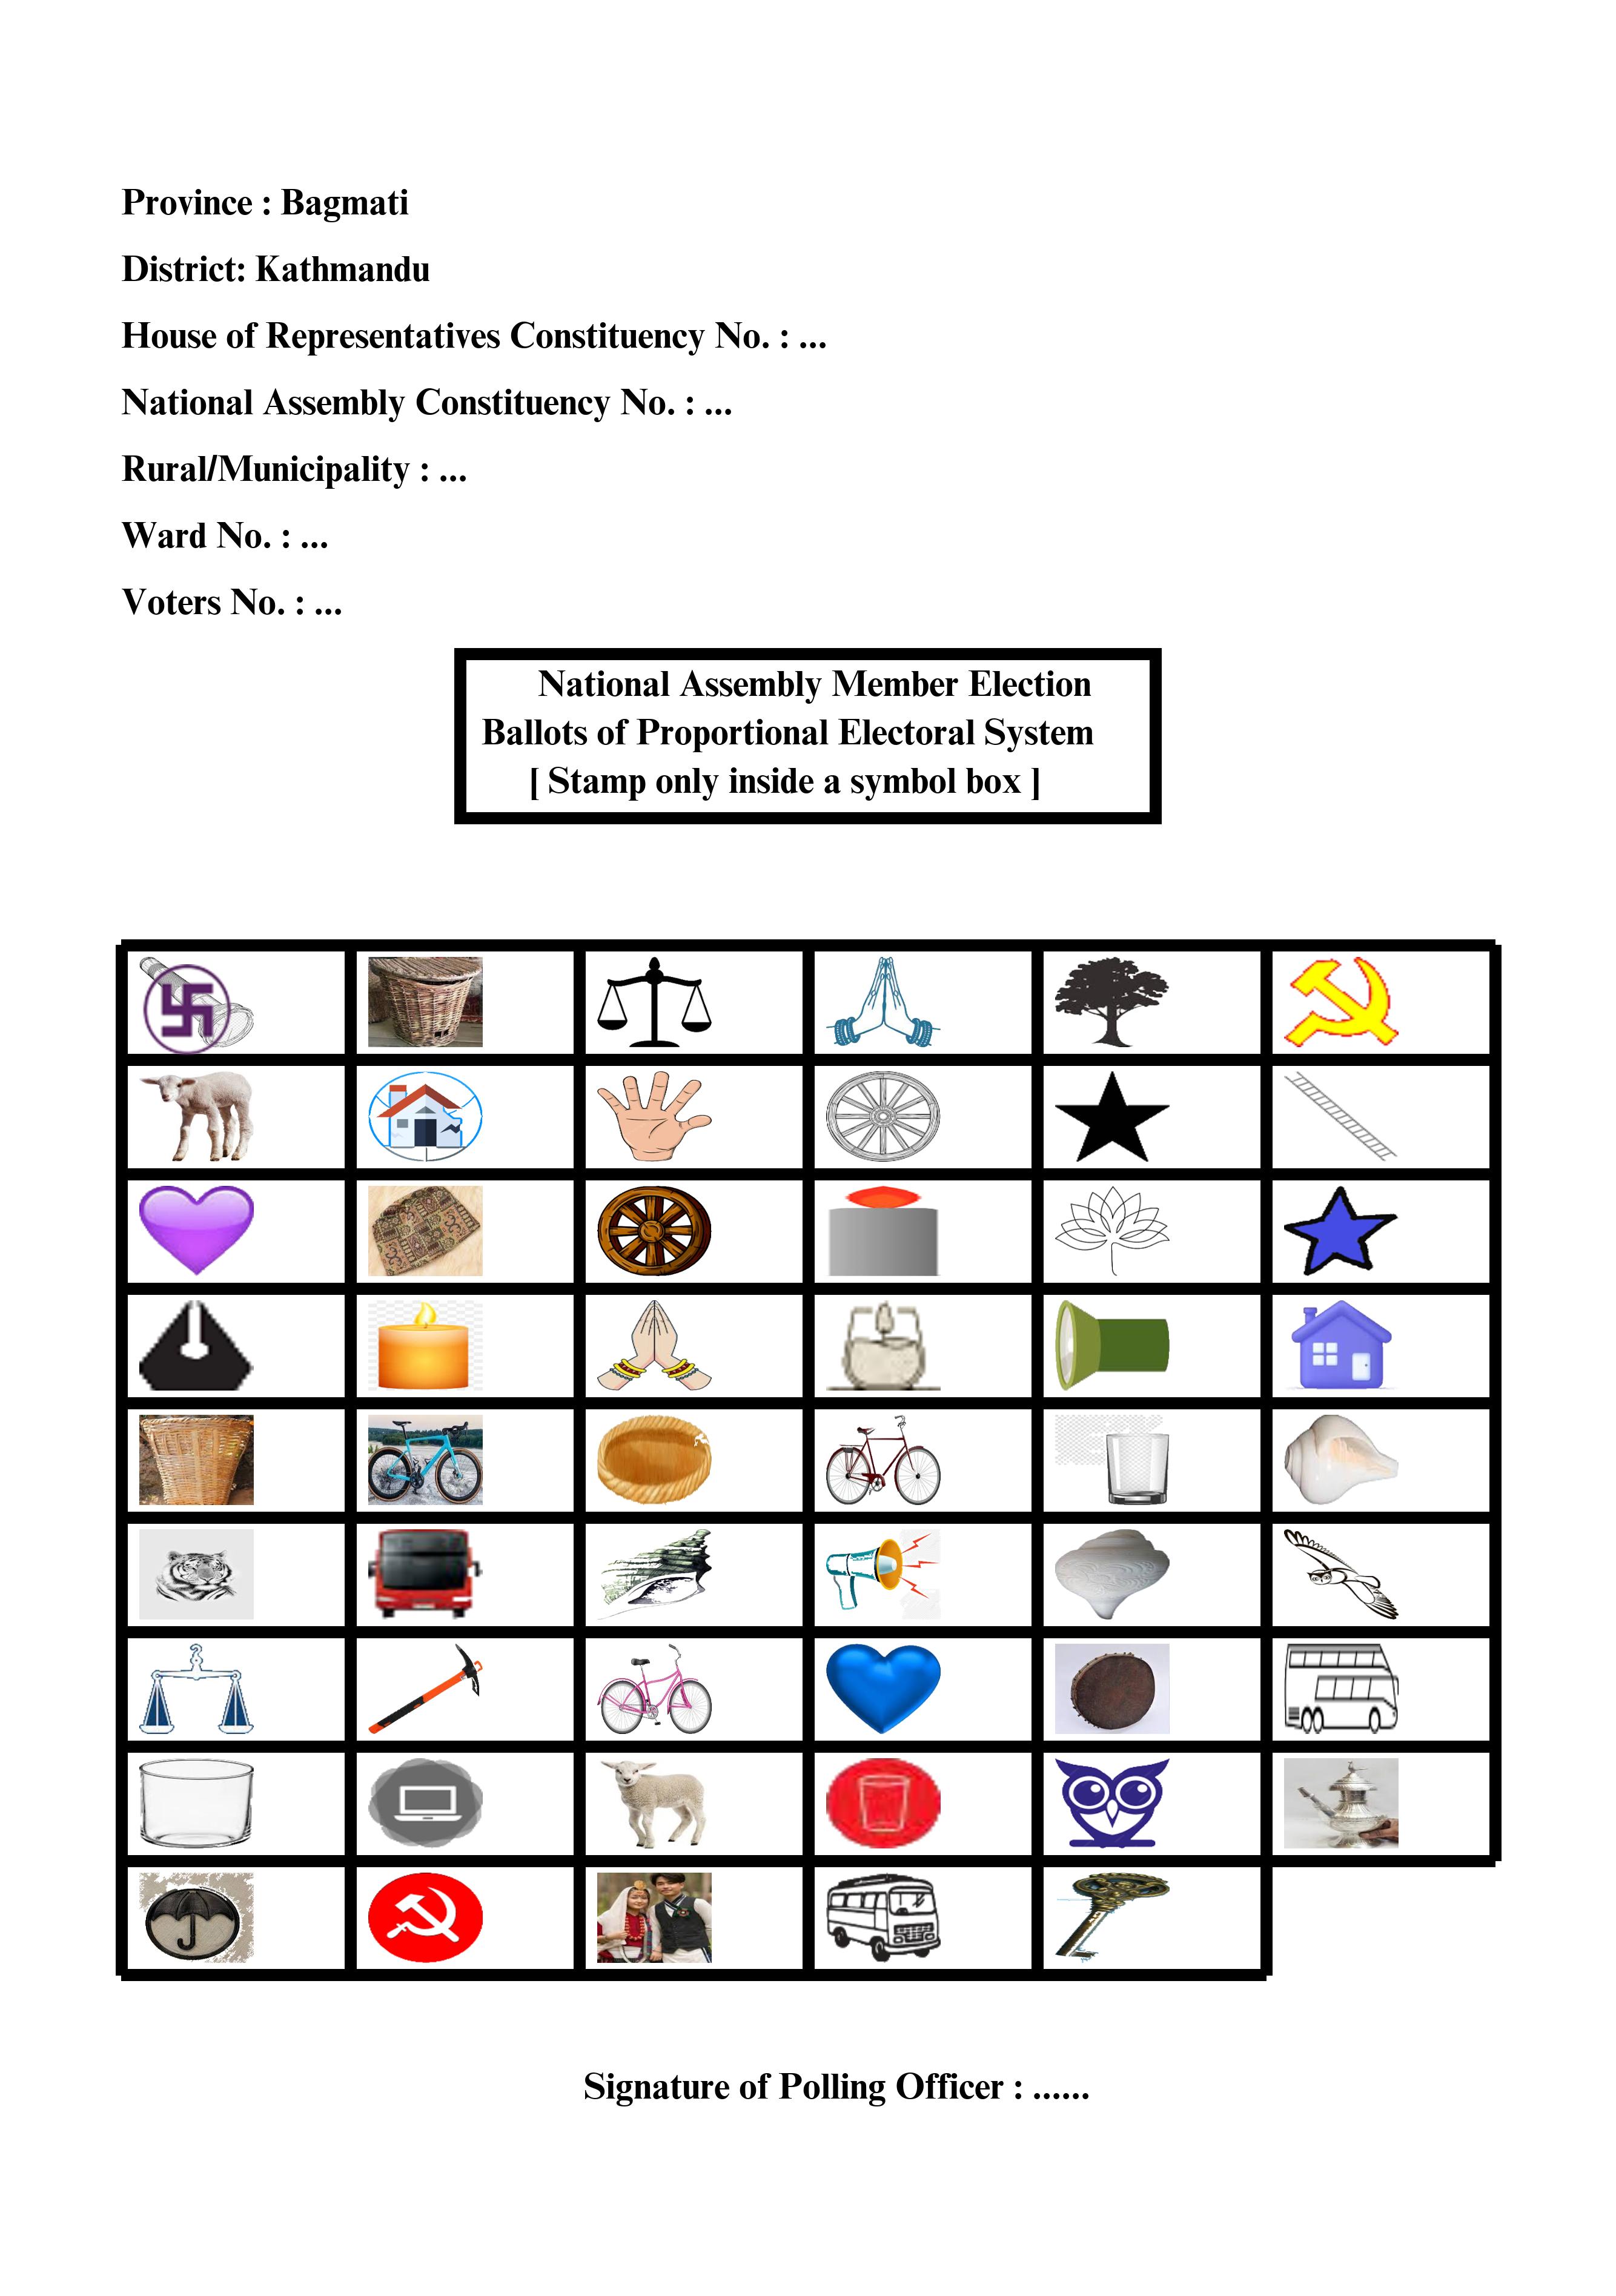 Province : Bagmati
District: Kathmandu
House of Representatives Constituency No. : ...
National Assembly Constituency No. : ...
Rural/Municipality : ...
Ward No. : ...
Voters No. : ...
National Assembly Member Election
Ballots of Proportional Electoral System
[ Stamp only inside a symbol box ]
Signature of Polling Officer : ......